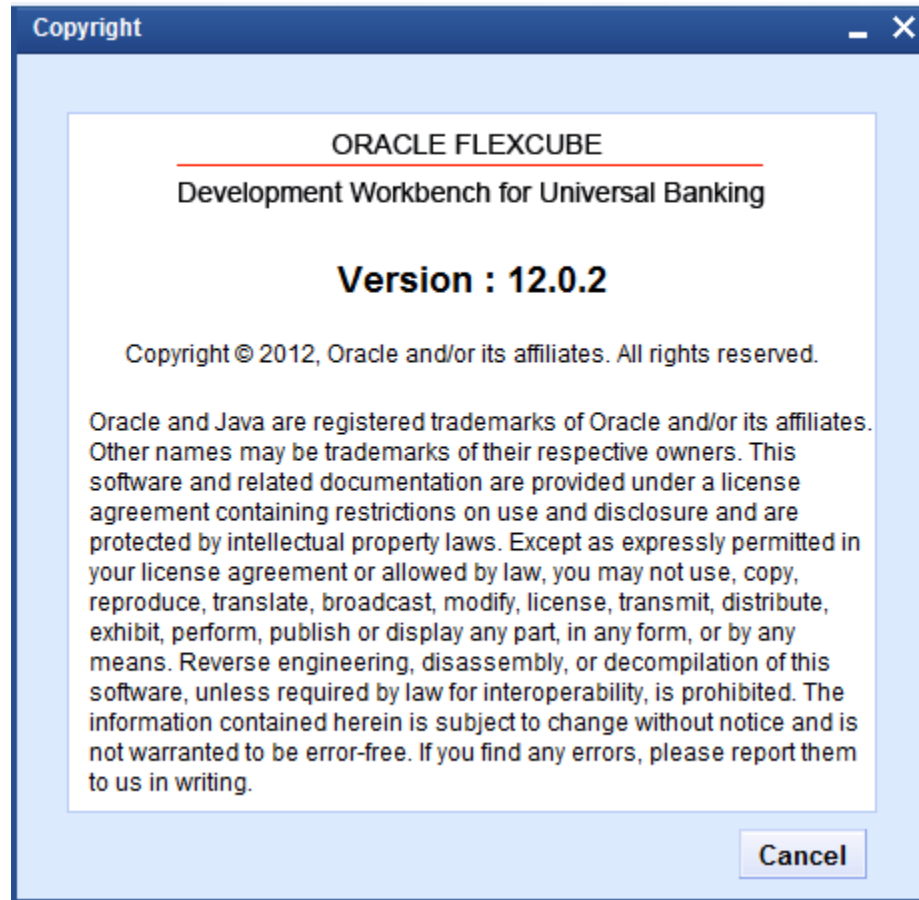 Copyright
ORACLE FLEXCUBE
Development Workbench for Universal Banking
Version : 12.0.2
Copyright © 2012, Oracle and/or its affiliates. All rights reserved.
Oracle and Java are registered trademarks of Oracle and/or its affiliates.
Other names may be trademarks of their respective owners. This
software and related documentation are provided under a license
agreement containing restrictions on use and disclosure and are
protected by intellectual property laws. Except as expressly permitted in
your license agreement or allowed by law, you may not use, copy,
reproduce, translate, broadcast, modify, license, transmit, distribute,
exhibit, perform, publish or display any part, in any form, or by any
means. Reverse engineering, disassembly, or decompilation of this
software, unless required by law for interoperability, is prohibited. The
information contained herein is subject to change without notice and is
not warranted to be error-free. If you find any errors, please report them
to us in writing.
Cancel